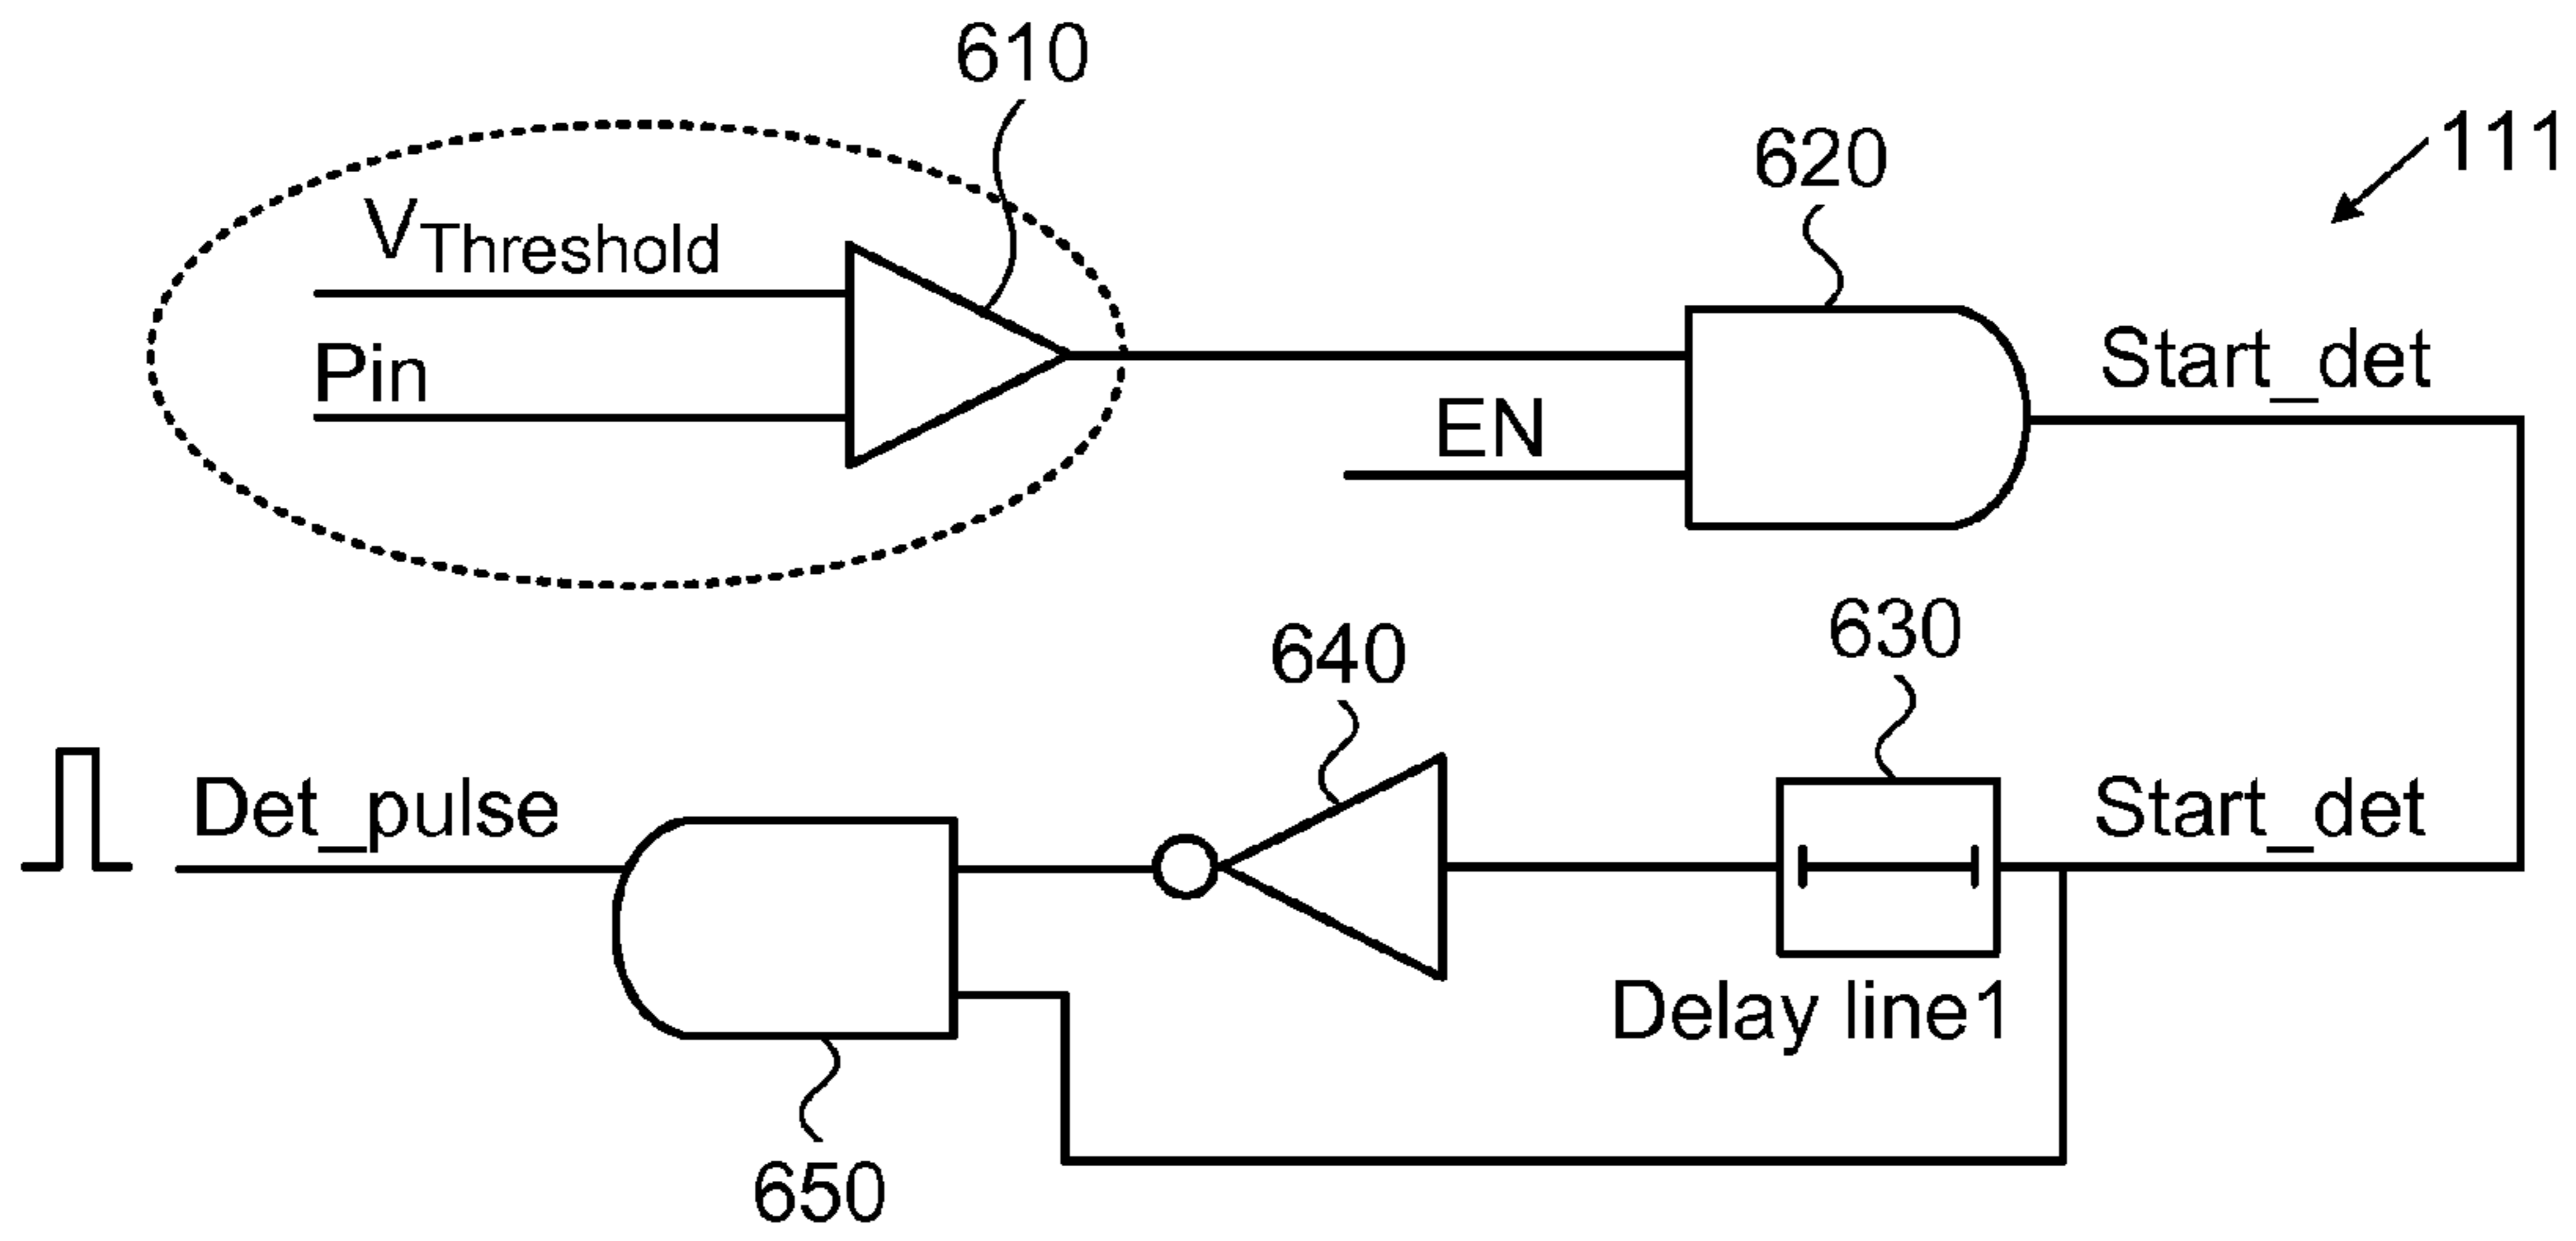 610
620
111
VThreshold
Pin
EN
Start_det
640
630
Det_pulse
Start_det
Delay line1
650